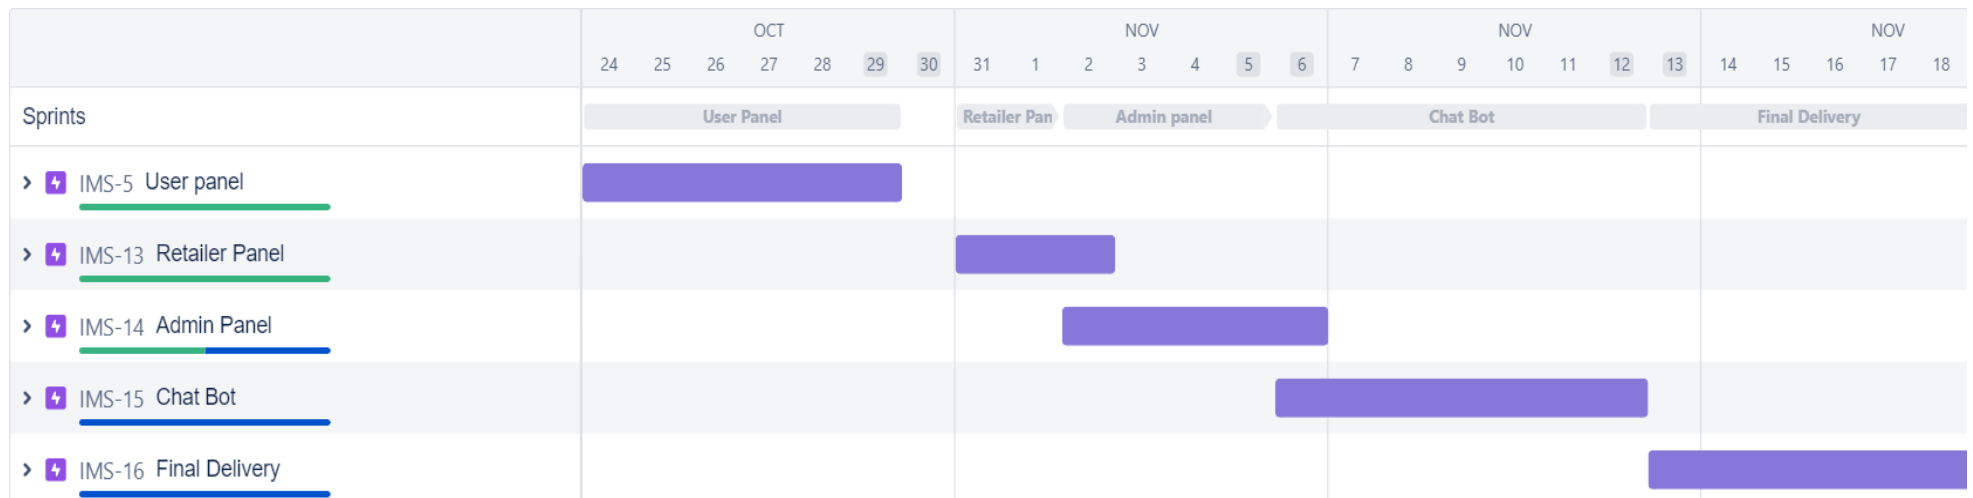 OCT NOV NOV NOV
24 25 26 27 28 29 30 31 1 2 3 4 5 6 7 8 9 10 11 12 13 14 15 16 17 18
Sprints User Panel Retailer Pan Admin panel Chat Bot Final Delivery
IMS-5 User panel
IMS-13 Retailer Panel
IMS-14 Admin Panel
IMS-15 Chat Bot
IMS-16 Final Delivery